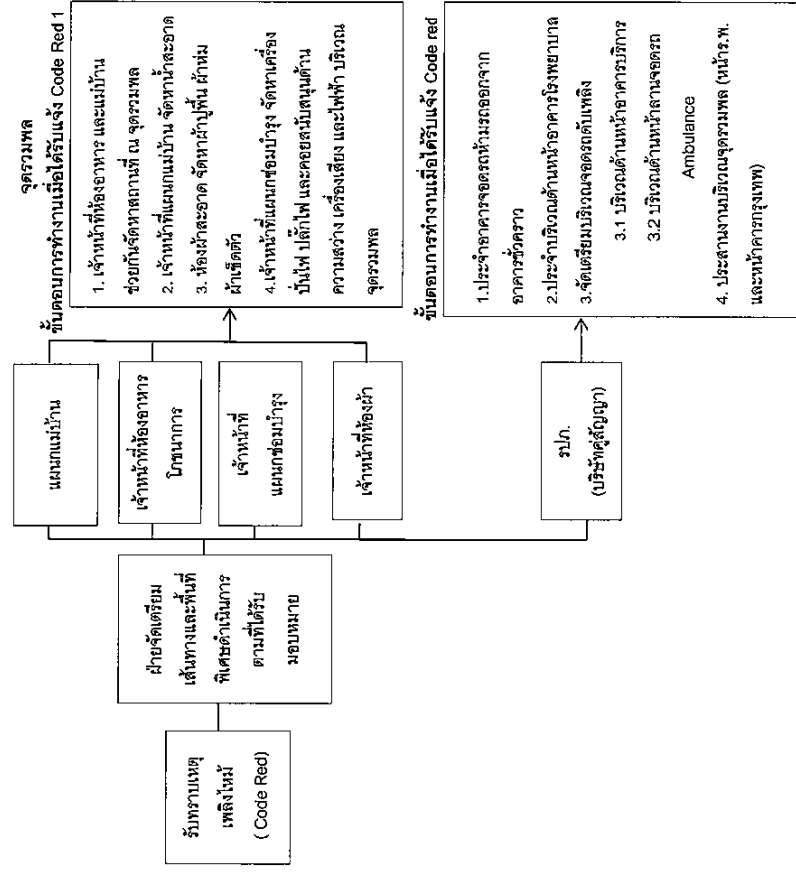 รับทราบเหตุ
เพลิงไหม้
( Code Red)
ฝ่ายจัดเตรียม
เส้นทางและพื้นที่
พิเศษดำเนินการ
ตามที่ได้รับ
มอบหมาย
แผนกแม่บ้าน
เจ้าหน้าที่ห้องอาหาร
โภชนาการ
เจ้าหน้าที่
แผนกซ่อมบำรุง
เจ้าหน้าที่ห้องผ้า
รปภ.
(บริษัทคู่สัญญา)
จุดรวมพล
ขั้นตอนการทำงานเมื่อได้รับแจ้ง Code Red 1
1. เจ้าหน้าที่ห้องอาหาร และแม่บ้าน
ช่วยกันจัดหาสถานที่ ณ จุดรวมพล
2. เจ้าหน้าที่แผนกแม่บ้าน จัดหาน้ำสะอาด
3. ห้องผ้าสะอาด จัดหาผ้าปูพื้น ผ้าห่ม
ผ้าเช็ดตัว
4.เจ้าหน้าที่แผนกซ่อมบำรุง จัดหาเครื่อง
ปั่นไฟ ปลั๊กไฟ และคอยสนับสนุนด้าน
ความสว่าง เครื่องเสียง และไฟฟ้า บริเวณ
จุดรวมพล
ขั้นตอนการทำงานเมื่อได้รับแจ้ง Code red
1.ประจำอาคารจอดรถห้ามรถออกจาก
อาคารชั่วคราว
2.ประจำบริเวณด้านหน้าอาคารโรงพยาบาล
3.จัดเตรียมบริเวณจอดรถดับเพลิง
3.1 บริเวณด้านหน้าอาคารบริการ
3.2 บริเวณด้านหน้าลานจอดรถ
Ambulance
4. ประสานงานบริเวณจุดรวมพล (หน้าร.พ.
และหน้าคารกรุงเทพ)